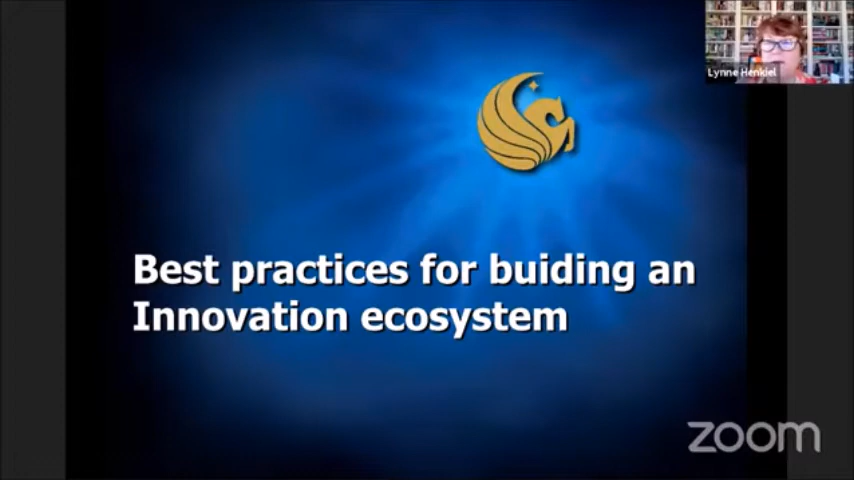 Lynne Henkiel
Best practices for buiding an
Innovation ecosystem
zoom